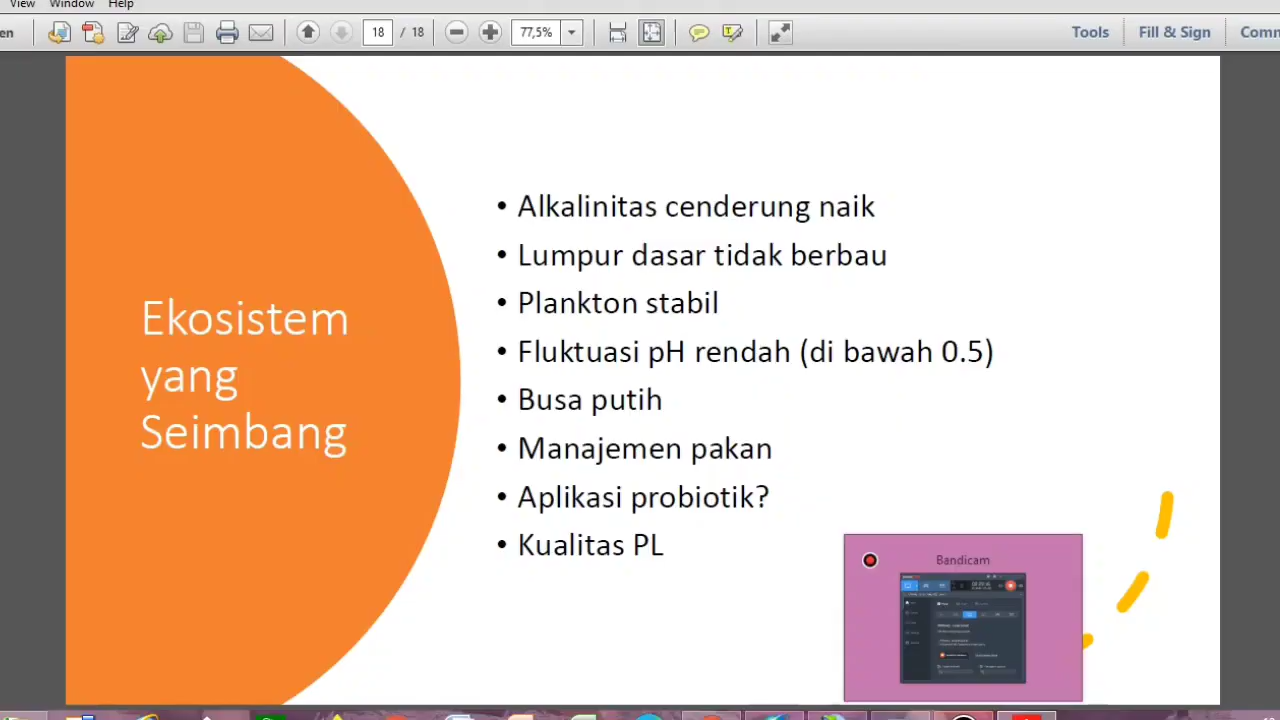 View Window Help
en
18 / 18
77,5%
Tools
Fill & Sign
Comm
Ekosistem
yang
Seimbang
• Alkalinitas cenderung naik
• Lumpur dasar tidak berbau
• Plankton stabil
• Fluktuasi pH rendah (di bawah 0.5)
• Busa putih
• Manajemen pakan
• Aplikasi probiotik?
• Kualitas PL
Bandicam